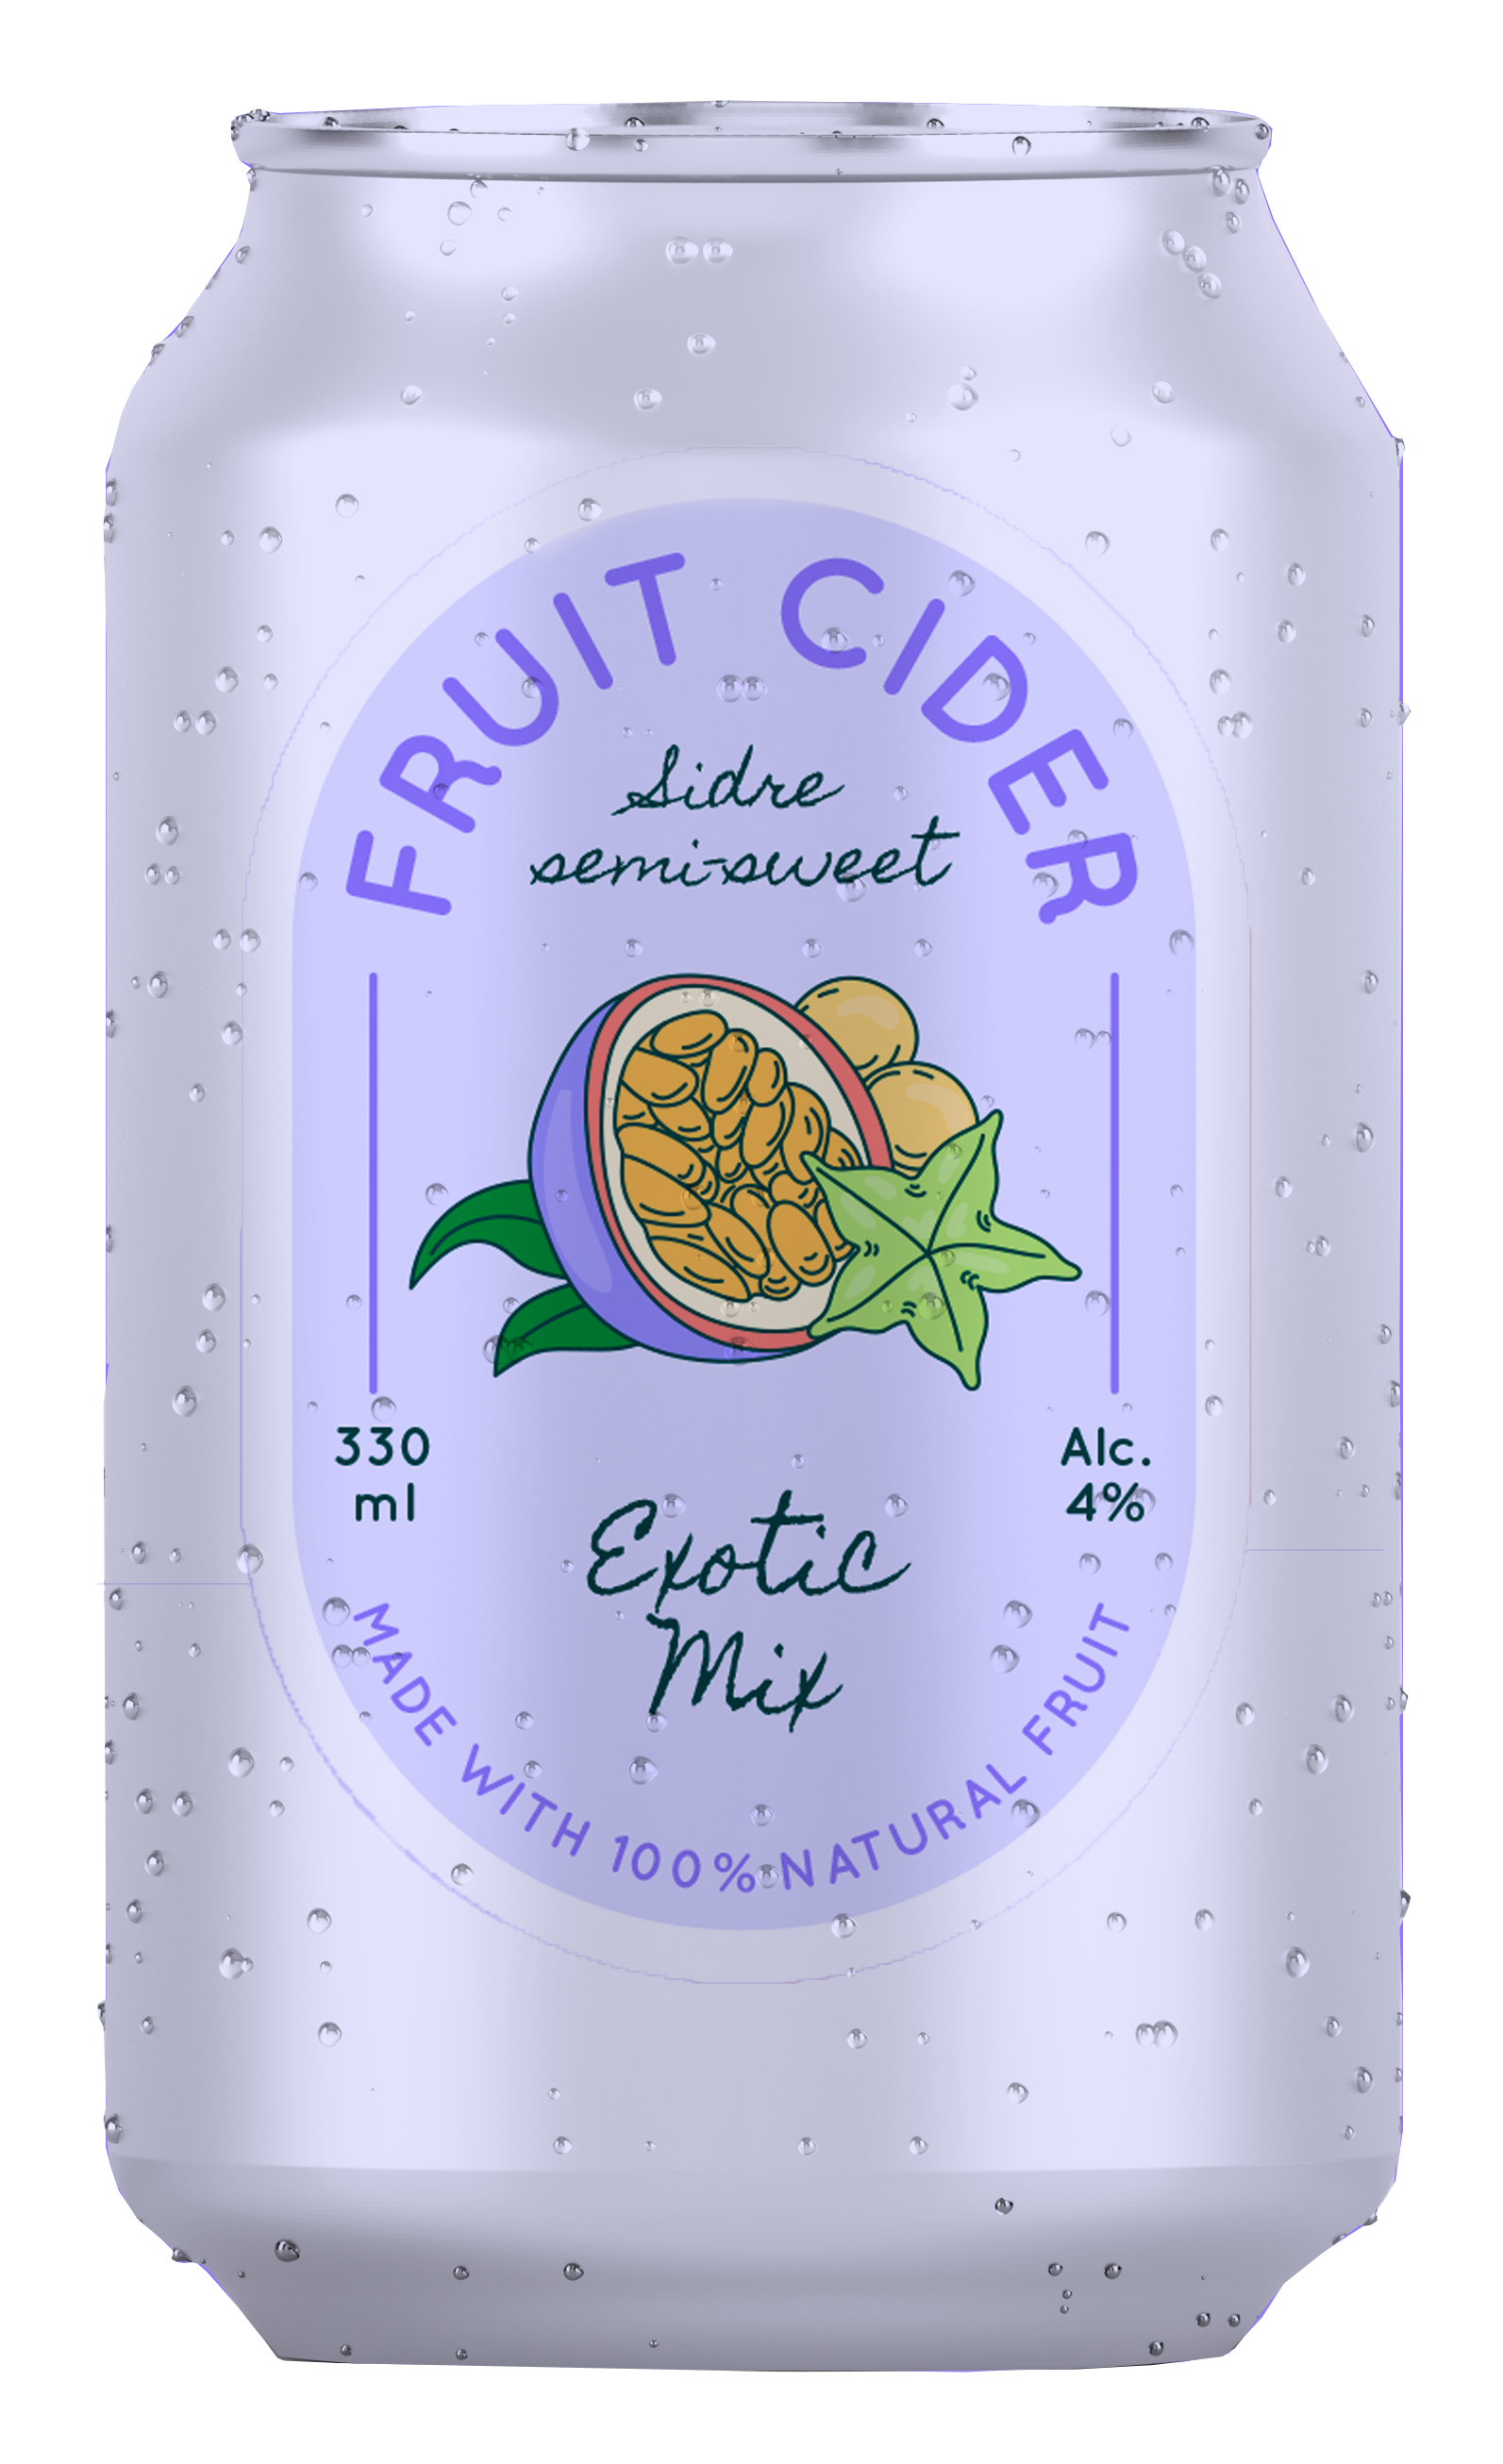 FRUIT CIDER
Sidre
semi-sweet
330
ml
Alc.
4%
Exotic
Mix
MADE WITH 100% NATURAL FRUIT